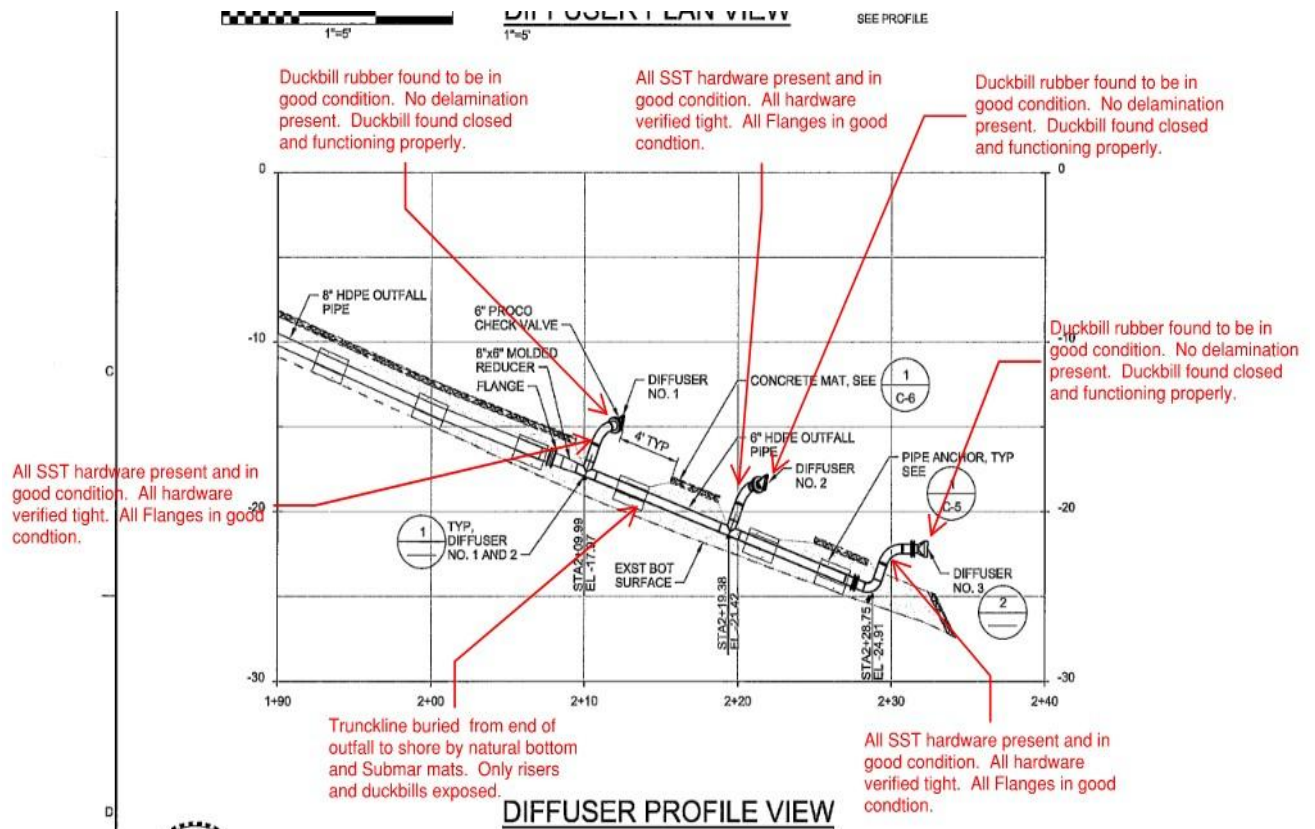 DIFFUSER PLAN VIEW
SEE PROFILE
1"=5'
1"=5'
Duckbill rubber found to be in
good condition. No delamination
present. Duckbill found closed
and functioning properly.
All SST hardware present and in
good condition. All hardware
verified tight. All Flanges in good
condtion.
Duckbill rubber found to be in
good condition. No delamination
present. Duckbill found closed
and functioning properly.
0
0
8" HDPE OUTFALL
PIPE
6" PROCO
CHECK VALVE
8"x6" MOLDED
REDUCER
FLANGE
DIFFUSER
NO. 1
CONCRETE MAT, SEE
1
C-6
-10
-10
Duckbill rubber found to be in
good condition. No delamination
present. Duckbill found closed
and functioning properly.
C
4' TYP
6" HDPE OUTFALL
PIPE
DIFFUSER
NO. 2
PIPE ANCHOR, TYP
SEE
1
C-5
All SST hardware present and in
good condition. All hardware
verified tight. All Flanges in good
condtion.
-20
-20
1
TYP,
DIFFUSER
NO. 1 AND 2
STA2+09.99
EL -17.97
EXST BOT
SURFACE
STA2+19.38
EL -21.42
STA2+28.75
EL -24.91
DIFFUSER
NO. 3
2
-30
-30
1+90
2+00
2+10
2+20
2+30
2+40
Trunckline buried from end of
outfall to shore by natural bottom
and Submar mats. Only risers
and duckbills exposed.
All SST hardware present and in
good condition. All hardware
verified tight. All Flanges in good
condtion.
D
DIFFUSER PROFILE VIEW